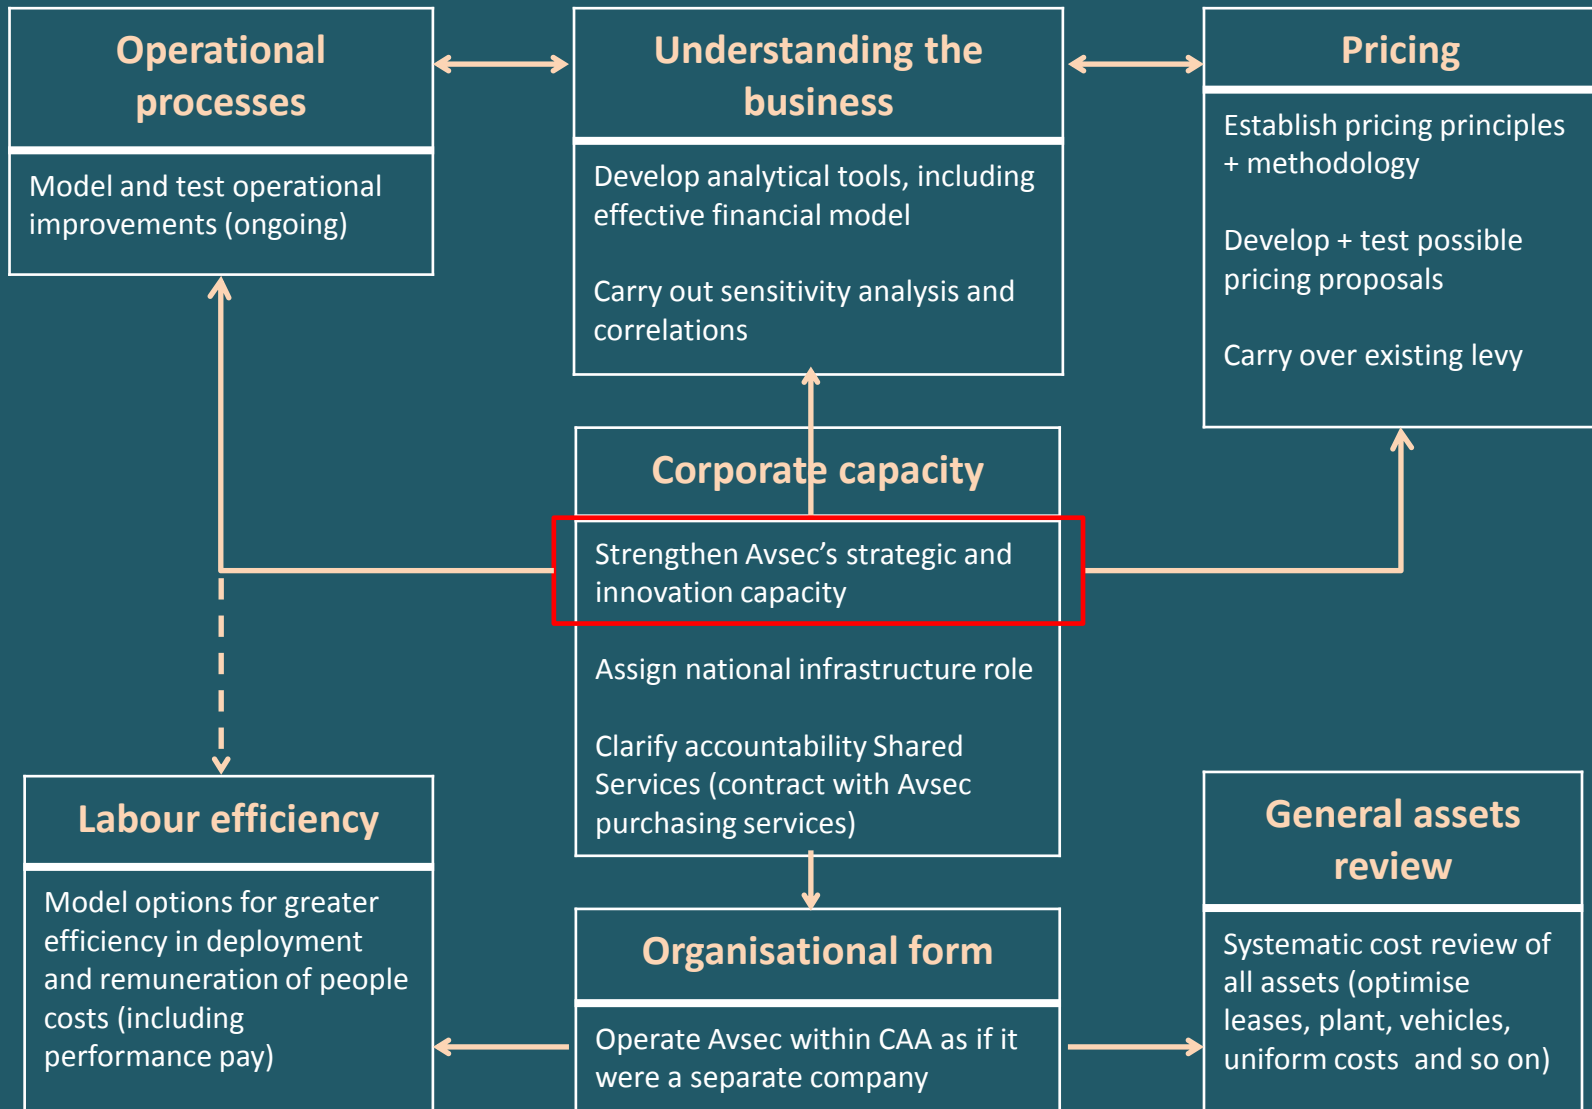 Operational
processes
Model and test operational
improvements (ongoing)
Understanding the
business
Develop analytical tools, including
effective financial model
Carry out sensitivity analysis and
correlations
Pricing
Establish pricing principles
+ methodology
Develop + test possible
pricing proposals
Carry over existing levy
Corporate capacity
Strengthen Avsec’s strategic and
innovation capacity
Assign national infrastructure role
Clarify accountability Shared
Services (contract with Avsec
purchasing services)
Labour efficiency
Model options for greater
efficiency in deployment
and remuneration of people
costs (including
performance pay)
Organisational form
Operate Avsec within CAA as if it
were a separate company
General assets
review
Systematic cost review of
all assets (optimise
leases, plant, vehicles,
uniform costs and so on)